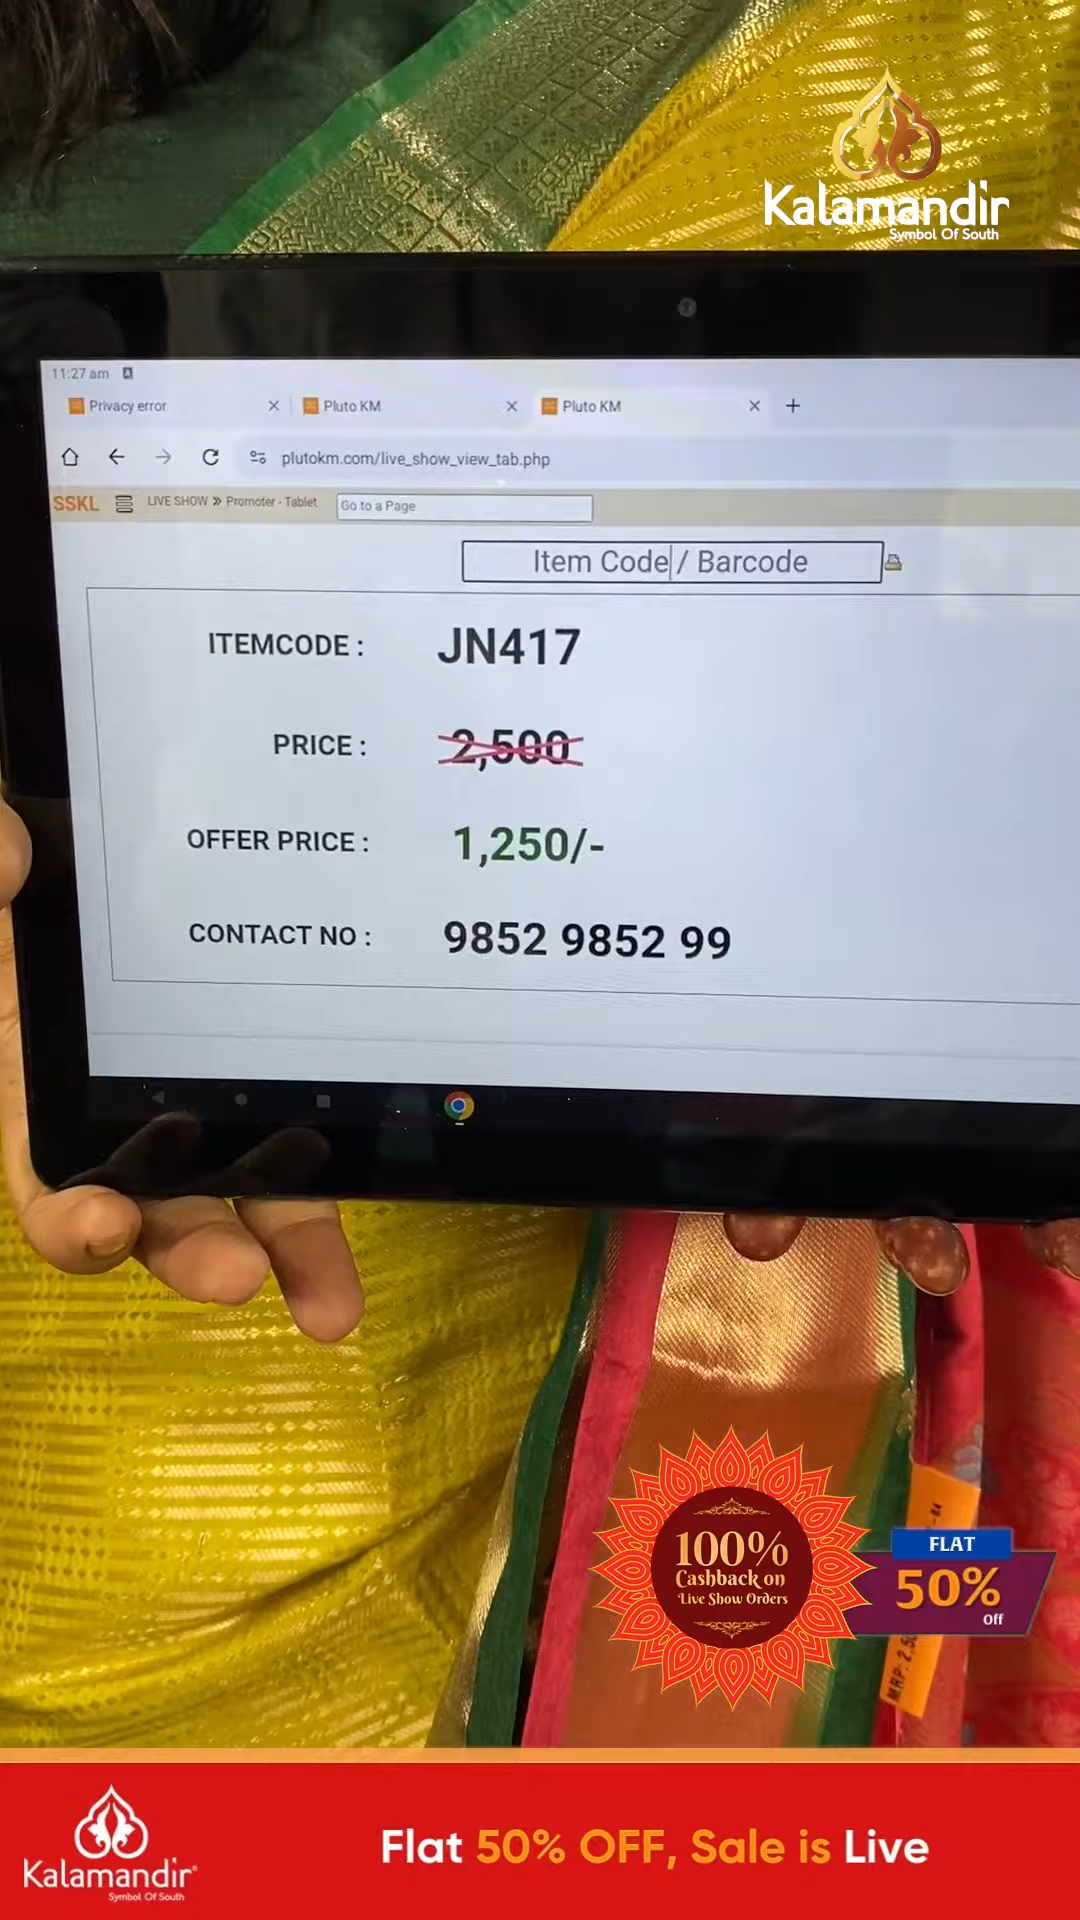 Kalamandir
Symbol Of South
11:27 am
Privacy error
Pluto KM
Pluto KM
plutokm.com/live_show_view_tab.php
SSKL
LIVE SHOW » Promoter - Tablet
Go to a Page
Item Code / Barcode
ITEMCODE : JN417
PRICE : 2,500
OFFER PRICE : 1,250/-
CONTACT NO : 9852 9852 99
100%
Cashback on
Live Show Orders
FLAT
50%
Off
Kalamandir
Symbol Of South
Flat 50% OFF, Sale is Live